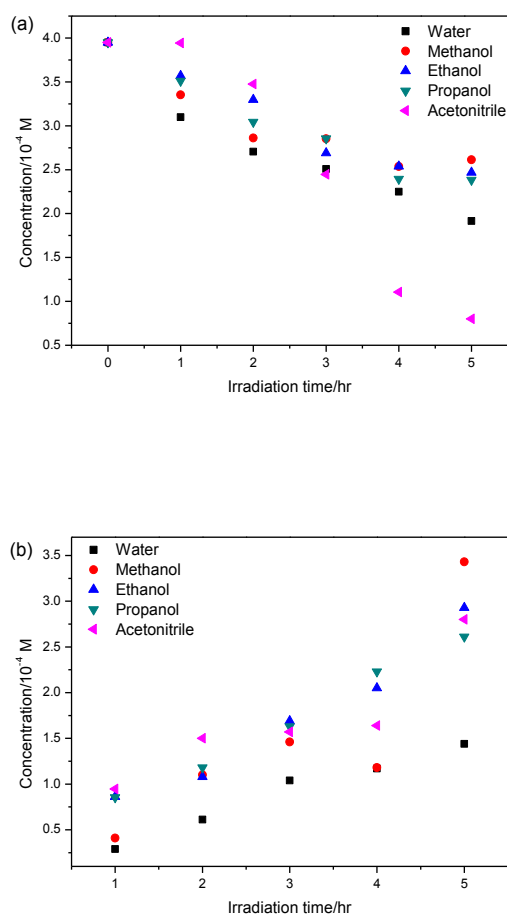 (a)
4.0
3.5
3.0
2.5
2.0
1.5
1.0
0.5
Concentration/10⁻⁴ M
Water
Methanol
Ethanol
Propanol
Acetonitrile
0 1 2 3 4 5
Irradiation time/hr
(b)
3.5
3.0
2.5
2.0
1.5
1.0
0.5
Concentration/10⁻⁴ M
Water
Methanol
Ethanol
Propanol
Acetonitrile
1 2 3 4 5
Irradiation time/hr